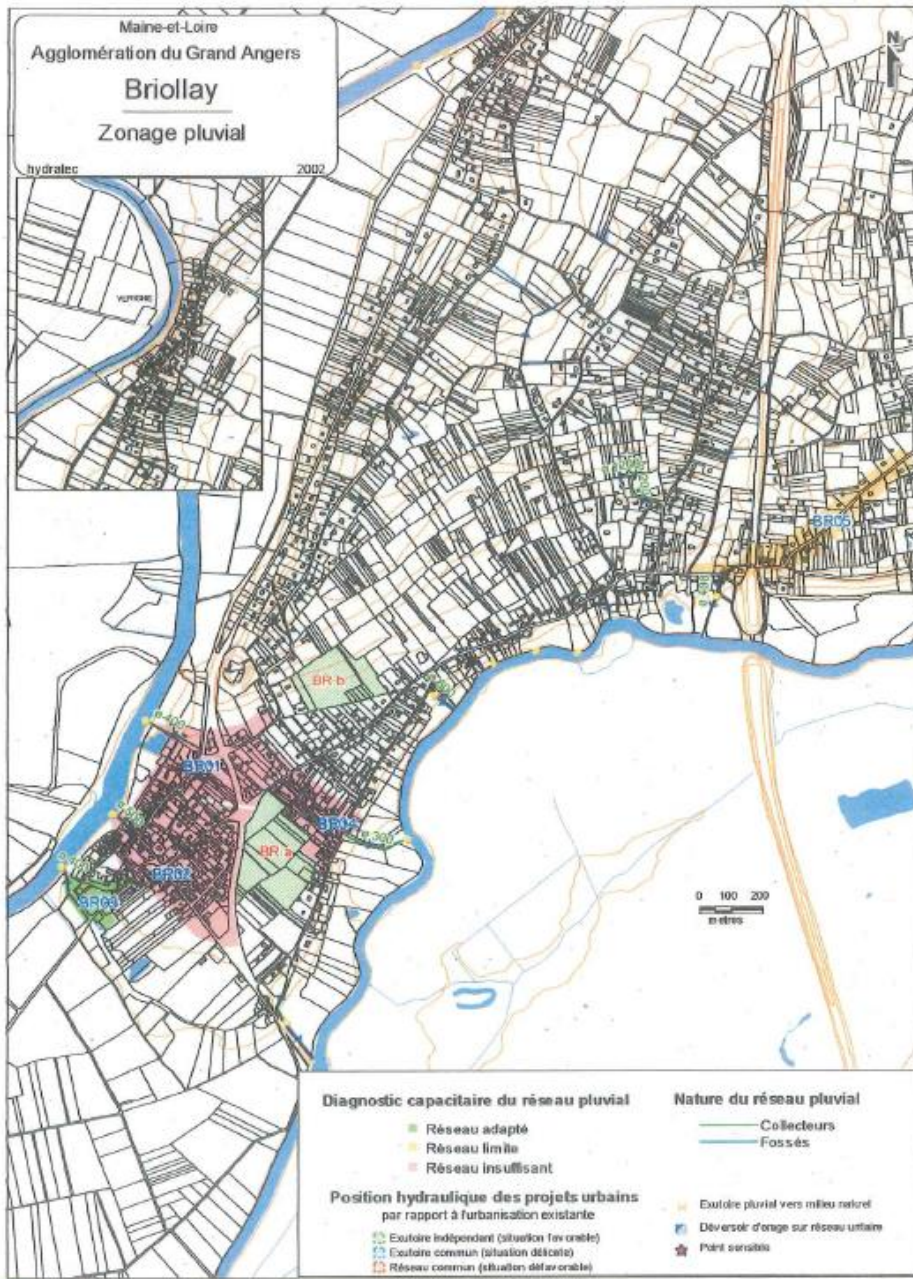 Maine-et-Loire
Agglomération du Grand Angers
Briollay
Zonage pluvial
hydratec 2002
N
BR05
BR b
BR01
BR04
BR a
BR02
BR03
0 100 200
metres
Diagnostic capacitaire du réseau pluvial
Réseau adapté
Réseau limite
Réseau insuffisant
Position hydraulique des projets urbains
par rapport à l'urbanisation existante
Exutoire indépendant (situation favorable)
Exutoire commun (situation délicate)
Réseau commun (situation défavorable)
Nature du réseau pluvial
Collecteurs
Fossés
Exutoire pluvial vers milieu naturel
Déversoir d'orage sur réseau unitaire
Point sensible